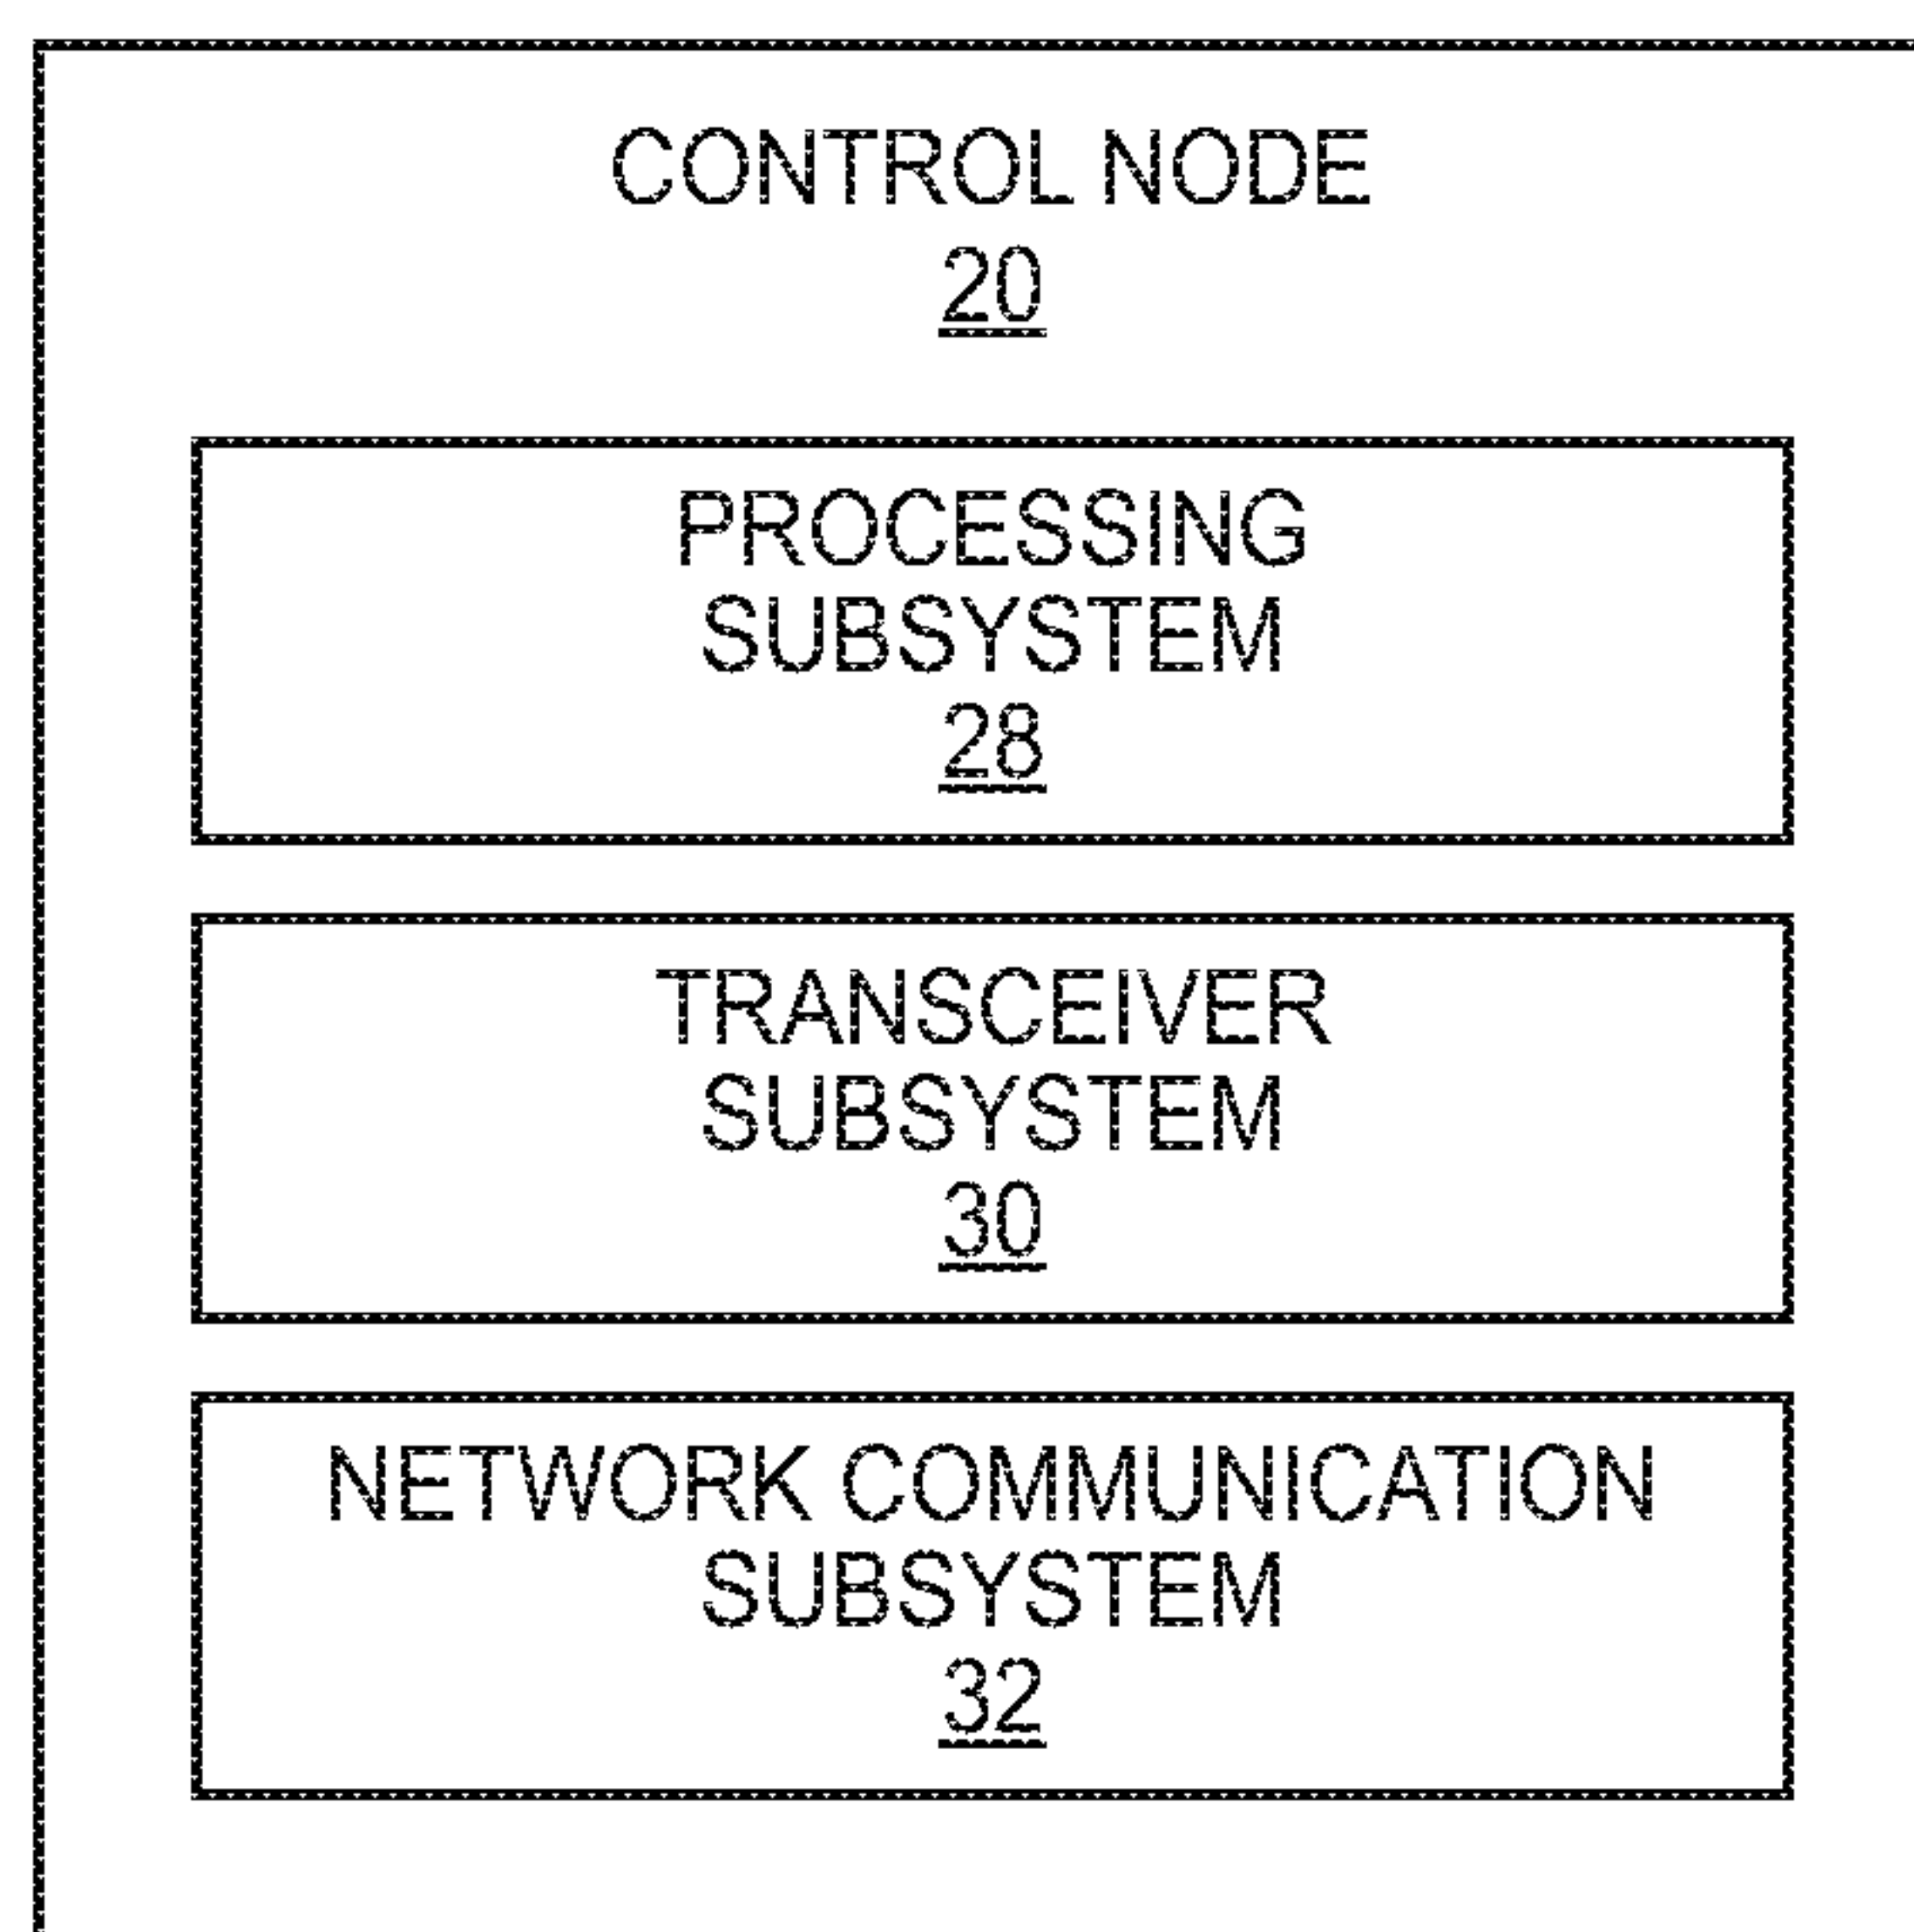 CONTROL NODE
20
PROCESSING
SUBSYSTEM
28
TRANSCEIVER
SUBSYSTEM
30
NETWORK COMMUNICATION
SUBSYSTEM
32